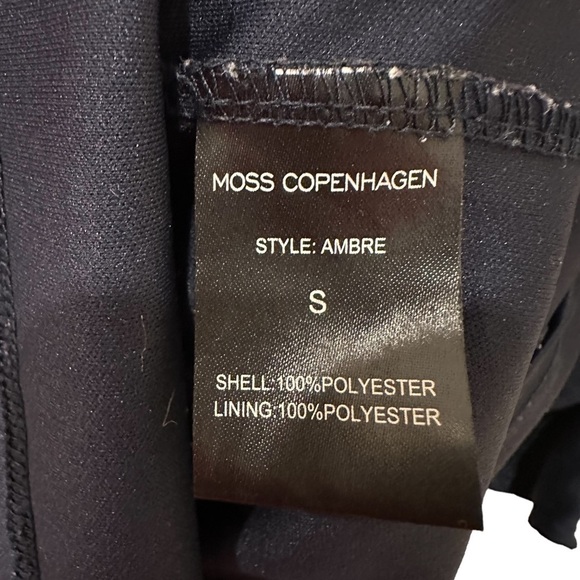 MOSS COPENHAGEN
STYLE: AMBRE
S
SHELL:100%POLYESTER
LINING:100%POLYESTER